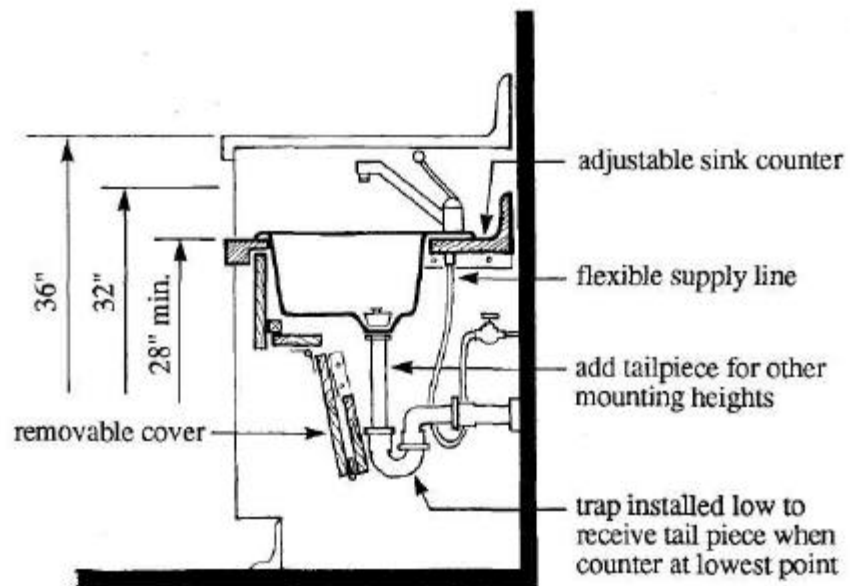 36"
32"
28" min.
adjustable sink counter
flexible supply line
add tailpiece for other
mounting heights
removable cover
trap installed low to
receive tail piece when
counter at lowest point